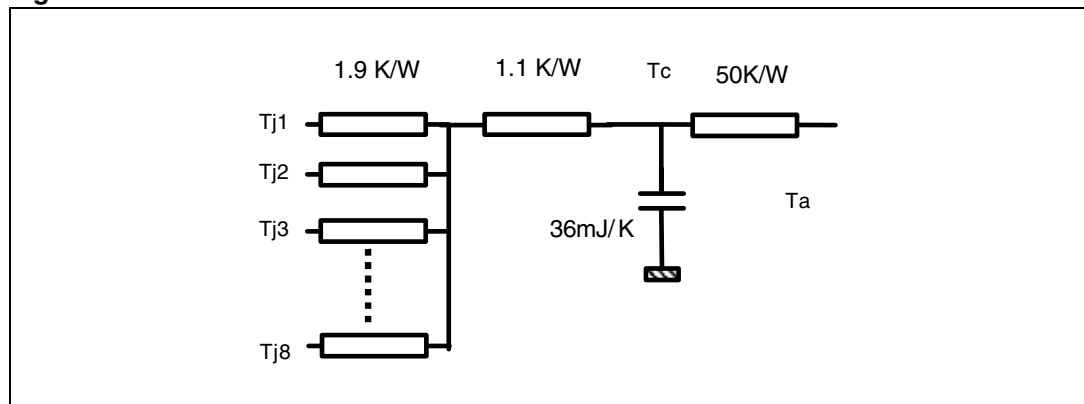 1.9 K/W
1.1 K/W
Tc
50K/W
Tj1
Tj2
Tj3
Ta
36mJ/K
Tj8